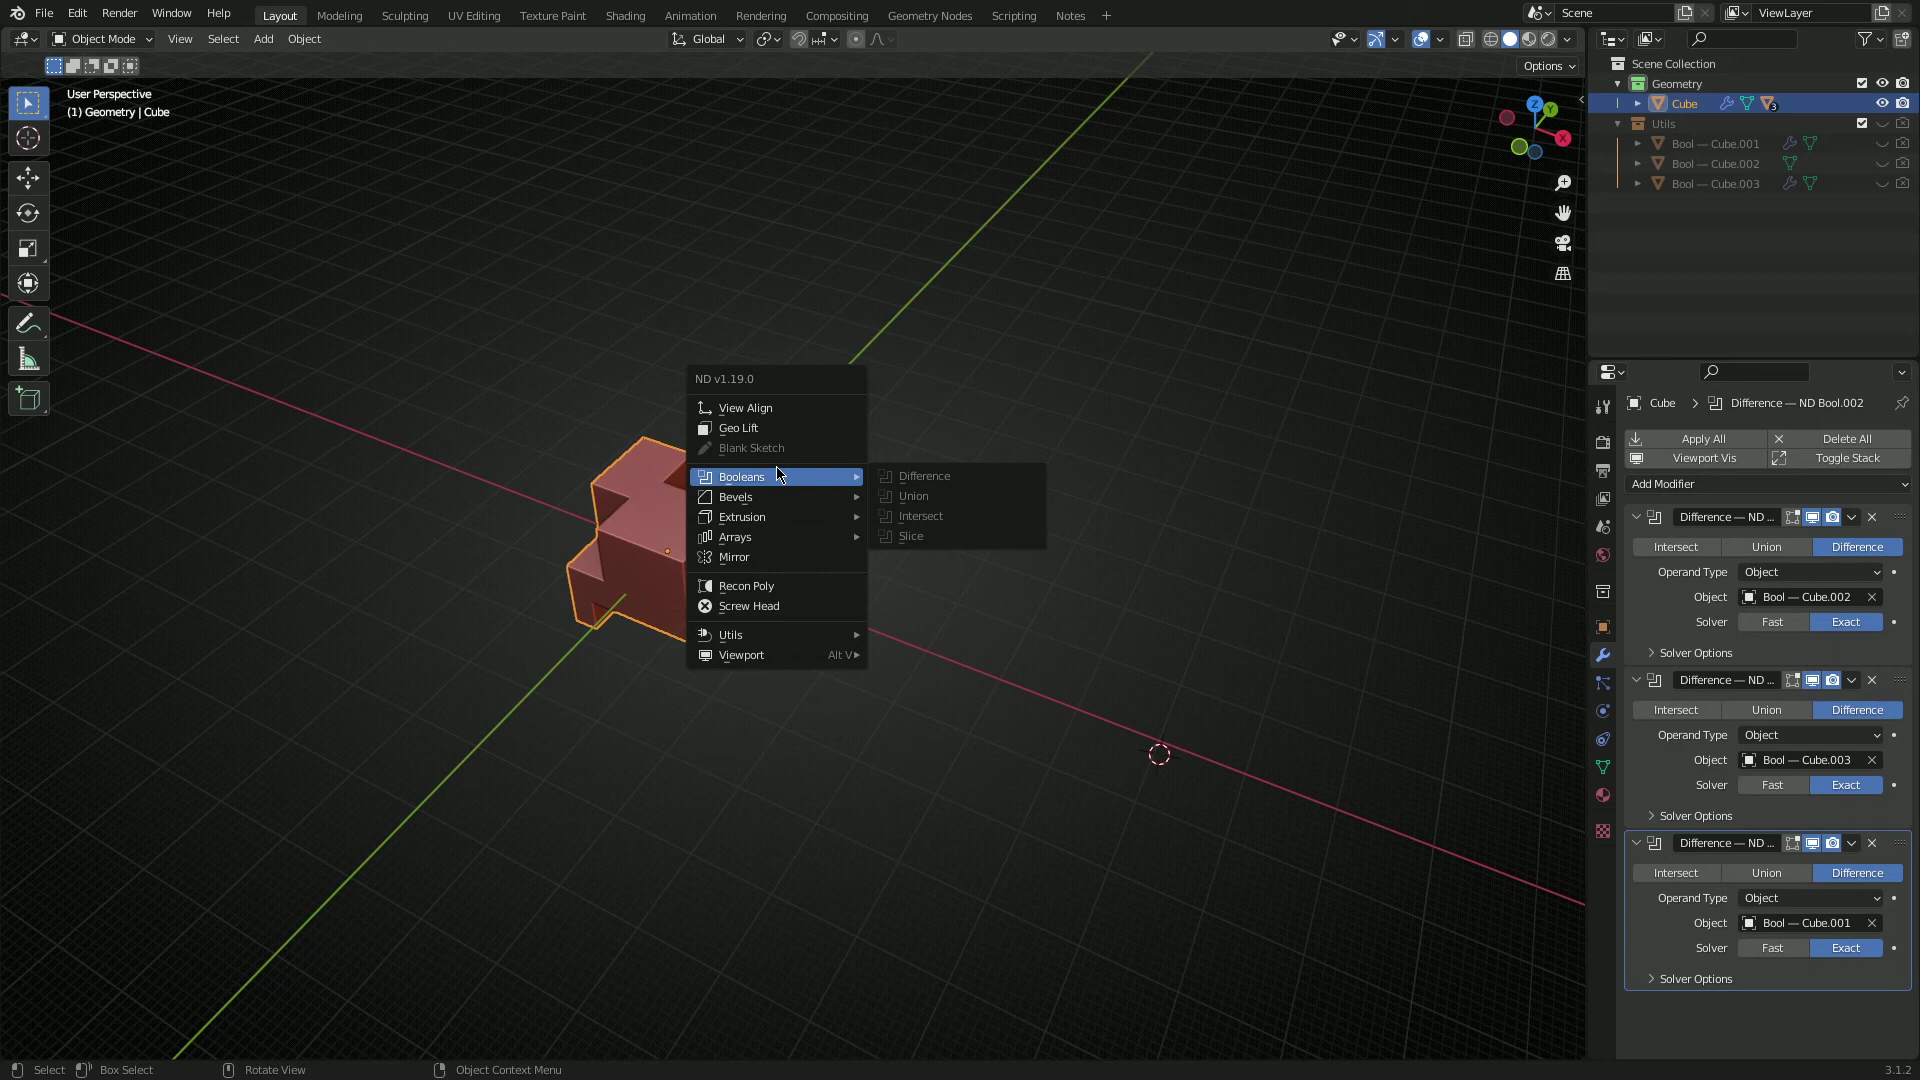 File Edit Render Window Help Layout Modeling Sculpting UV Editing Texture Paint Shading Animation Rendering Compositing Geometry Nodes Scripting Notes + Scene ViewLayer
Object Mode View Select Add Object Global
Options
User Perspective
(1) Geometry | Cube
Z
Y
X
Scene Collection
Geometry
Cube 3
Utils
Bool — Cube.001
Bool — Cube.002
Bool — Cube.003
ND v1.19.0
View Align
Geo Lift
Blank Sketch
Booleans
Bevels
Extrusion
Arrays
Mirror
Recon Poly
Screw Head
Utils
Viewport Alt V
Difference
Union
Intersect
Slice
Cube Difference — ND Bool.002
Apply All Delete All
Viewport Vis Toggle Stack
Add Modifier
Difference — ND ...
Intersect Union Difference
Operand Type Object
Object Bool — Cube.002
Solver Fast Exact
Solver Options
Difference — ND ...
Intersect Union Difference
Operand Type Object
Object Bool — Cube.003
Solver Fast Exact
Solver Options
Difference — ND ...
Intersect Union Difference
Operand Type Object
Object Bool — Cube.001
Solver Fast Exact
Solver Options
Select Box Select Rotate View Object Context Menu 3.1.2